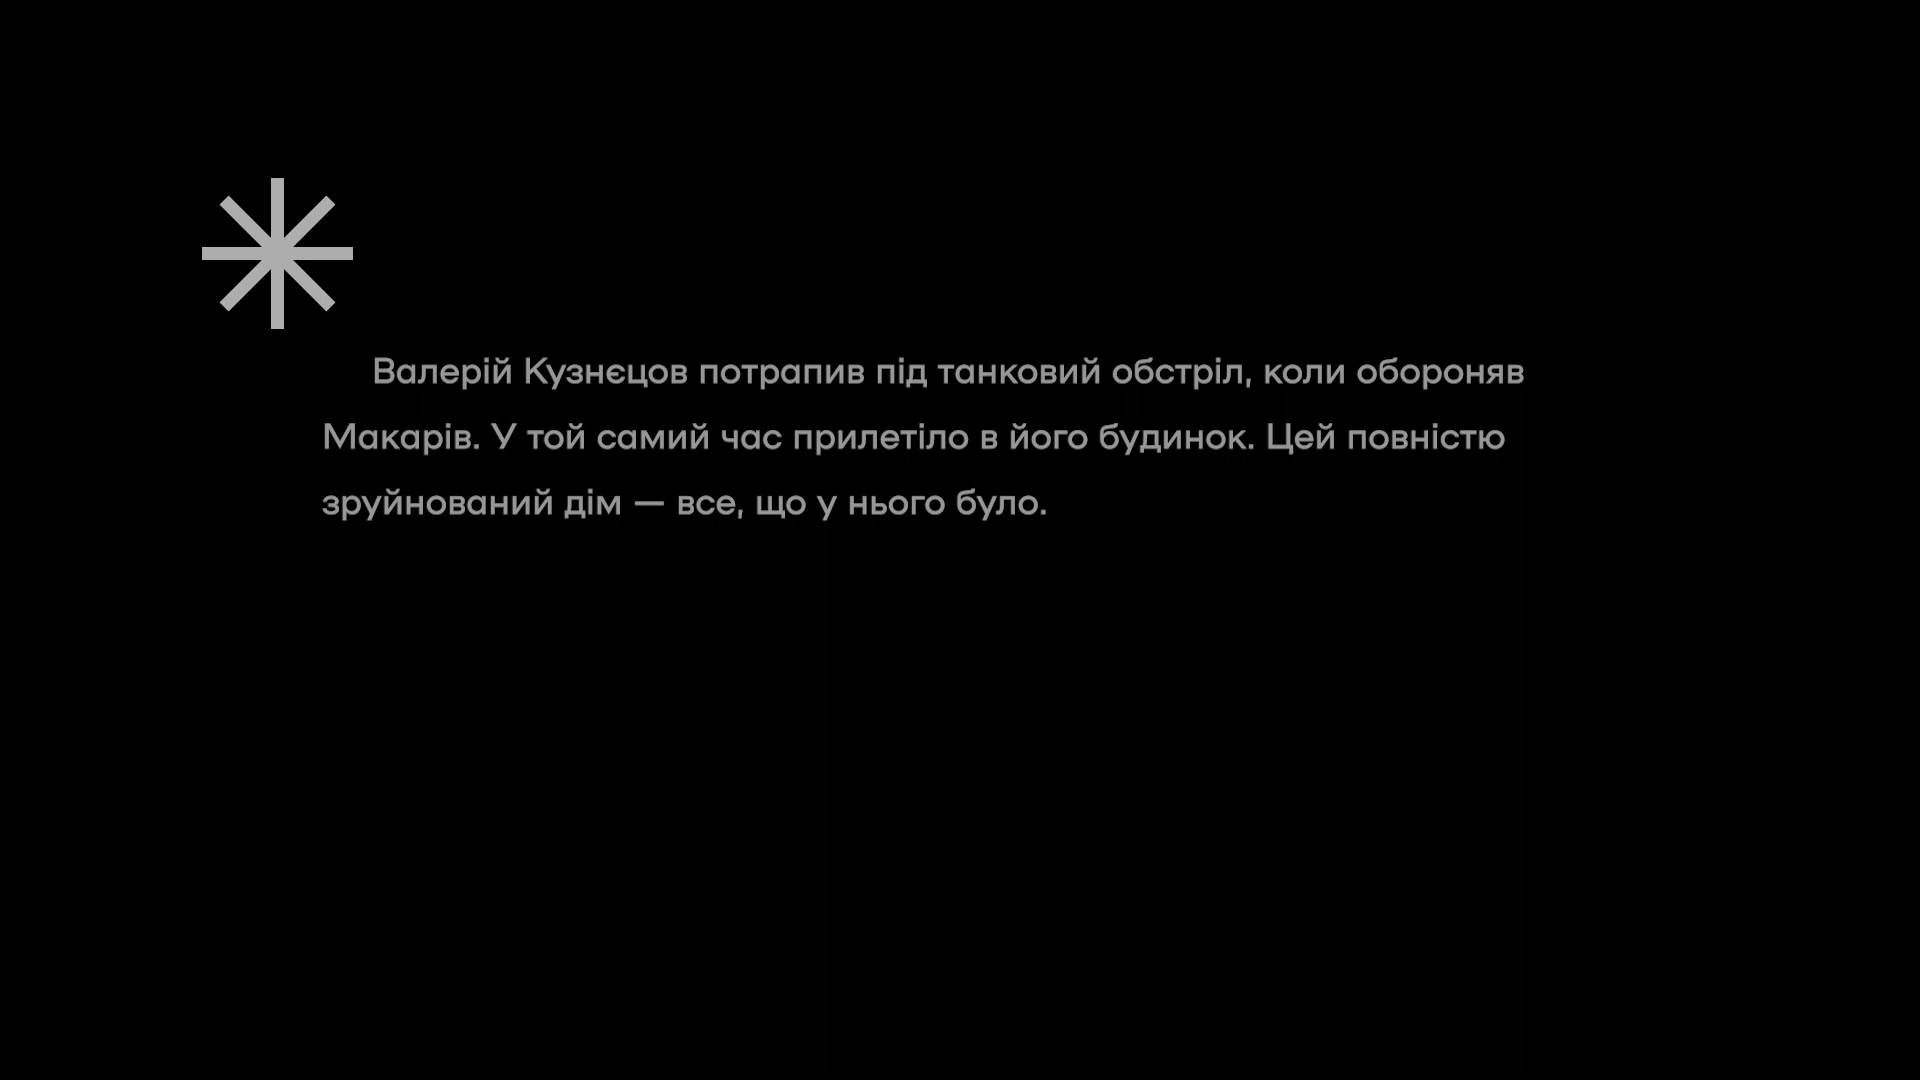 Валерій Кузнєцов потрапив під танковий обстріл, коли обороняв
Макарів. У той самий час прилетіло в його будинок. Цей повністю
зруйнований дім — все, що у нього було.